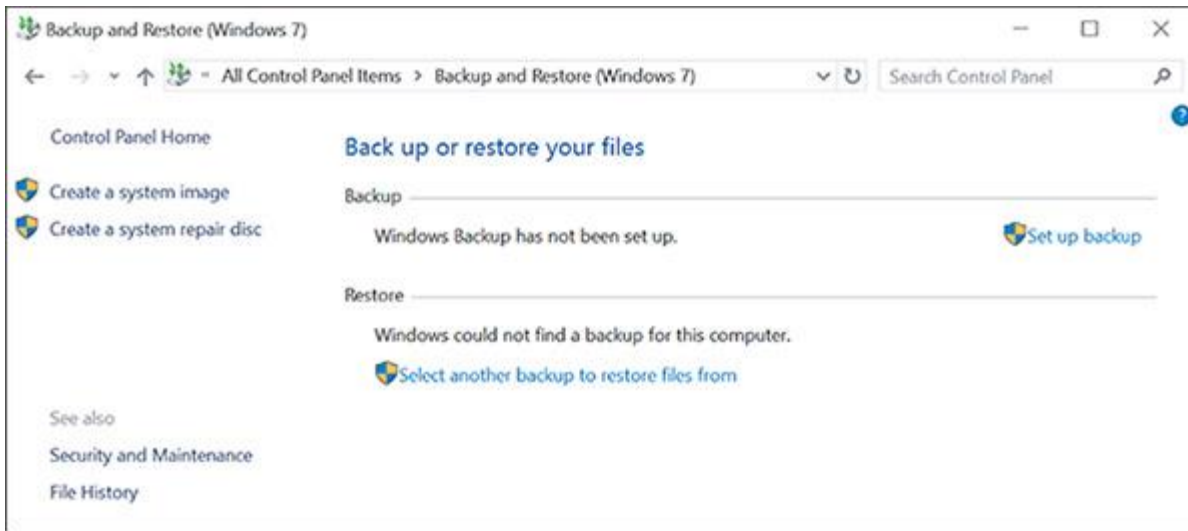 Backup and Restore (Windows 7)
All Control Panel Items > Backup and Restore (Windows 7)
Search Control Panel
?
Control Panel Home
Create a system image
Create a system repair disc
Back up or restore your files
Backup
Windows Backup has not been set up.
Set up backup
Restore
Windows could not find a backup for this computer.
Select another backup to restore files from
See also
Security and Maintenance
File History